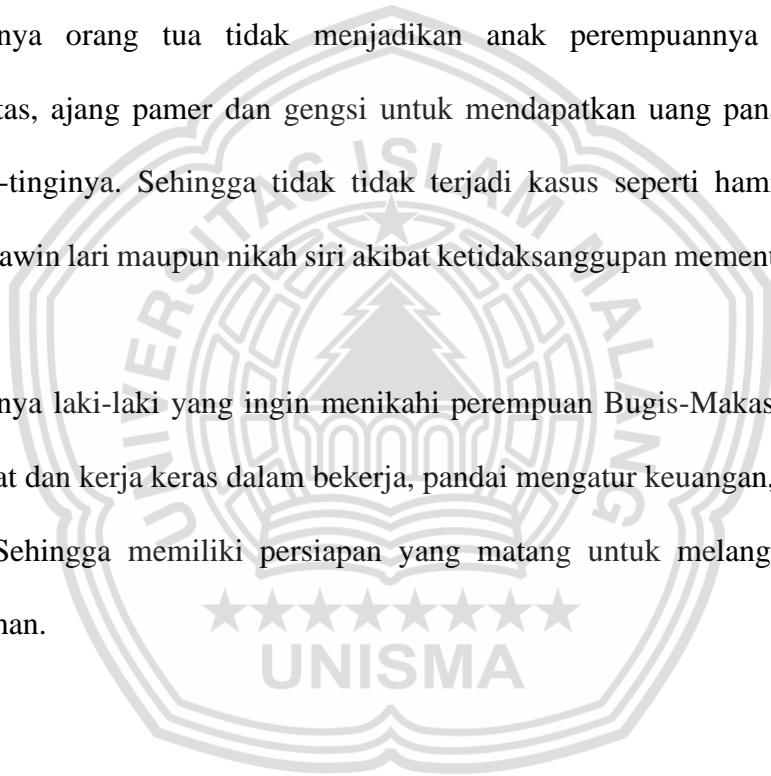 nya orang tua tidak menjadikan anak perempuannya
tas, ajang pamer dan gengsi untuk mendapatkan uang pan
-tinginya. Sehingga tidak tidak terjadi kasus seperti ham
awin lari maupun nikah siri akibat ketidaksanggupan memen
nya laki-laki yang ingin menikahi perempuan Bugis-Makas
at dan kerja keras dalam bekerja, pandai mengatur keuangan,
Sehingga memiliki persiapan yang matang untuk melang
nan.
UNIVERSITAS ISLAM MALANG
UNISMA